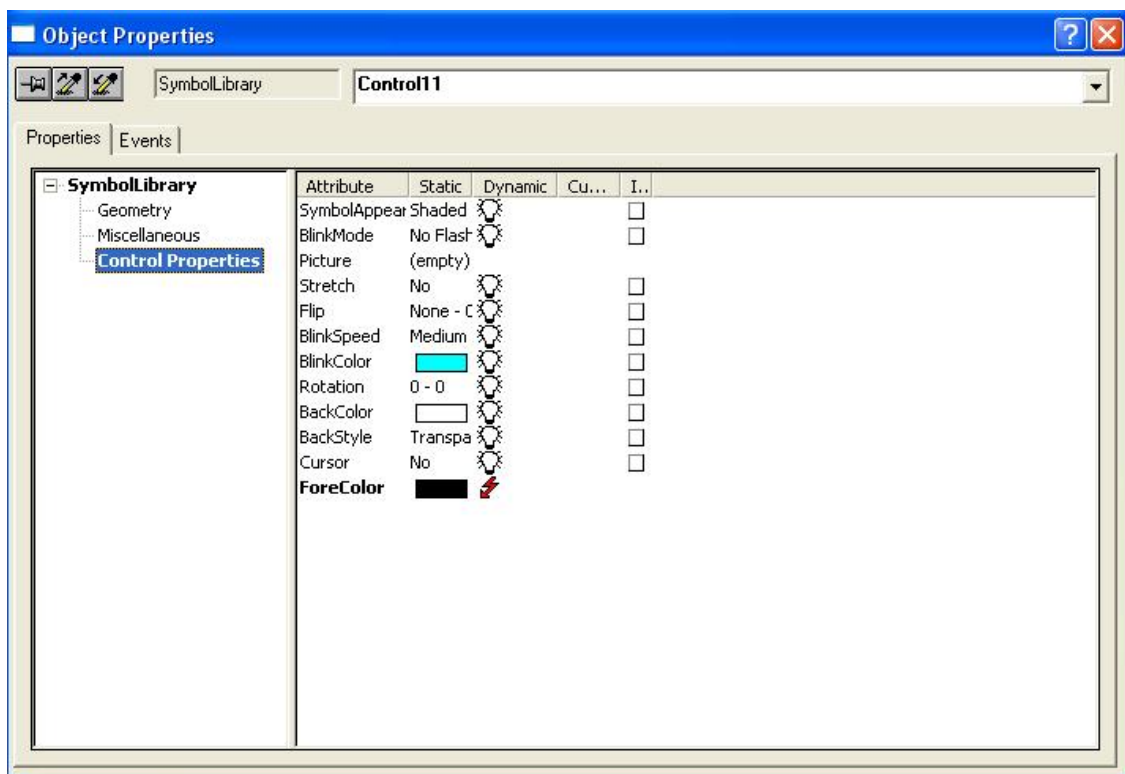 Object Properties
SymbolLibrary Control11
Properties Events
SymbolLibrary
Geometry
Miscellaneous
Control Properties
Attribute Static Dynamic Cu... I..
SymbolAppear Shaded
BlinkMode No Flash
Picture (empty)
Stretch No
Flip None - 0
BlinkSpeed Medium
BlinkColor
Rotation 0 - 0
BackColor
BackStyle Transpa
Cursor No
ForeColor